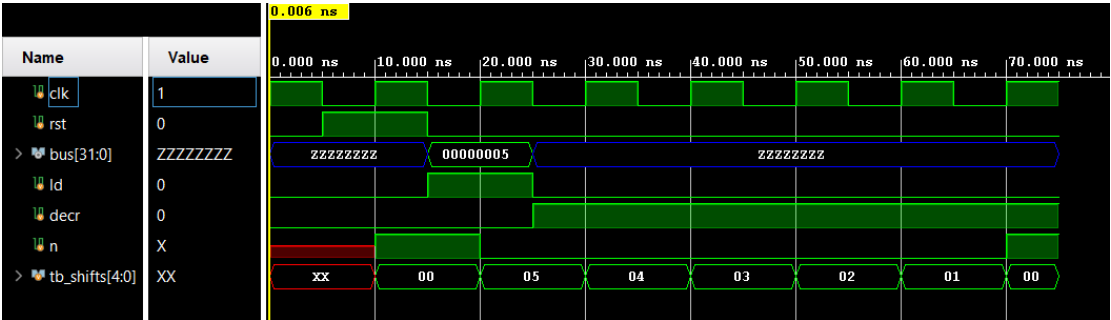 0.006 ns
Name Value
0.000 ns 10.000 ns 20.000 ns 30.000 ns 40.000 ns 50.000 ns 60.000 ns 70.000 ns
clk 1
rst 0
bus[31:0] ZZZZZZZZ ZZZZZZZZ 00000005 ZZZZZZZZ
ld 0
decr 0
n X
tb_shifts[4:0] XX XX 00 05 04 03 02 01 00